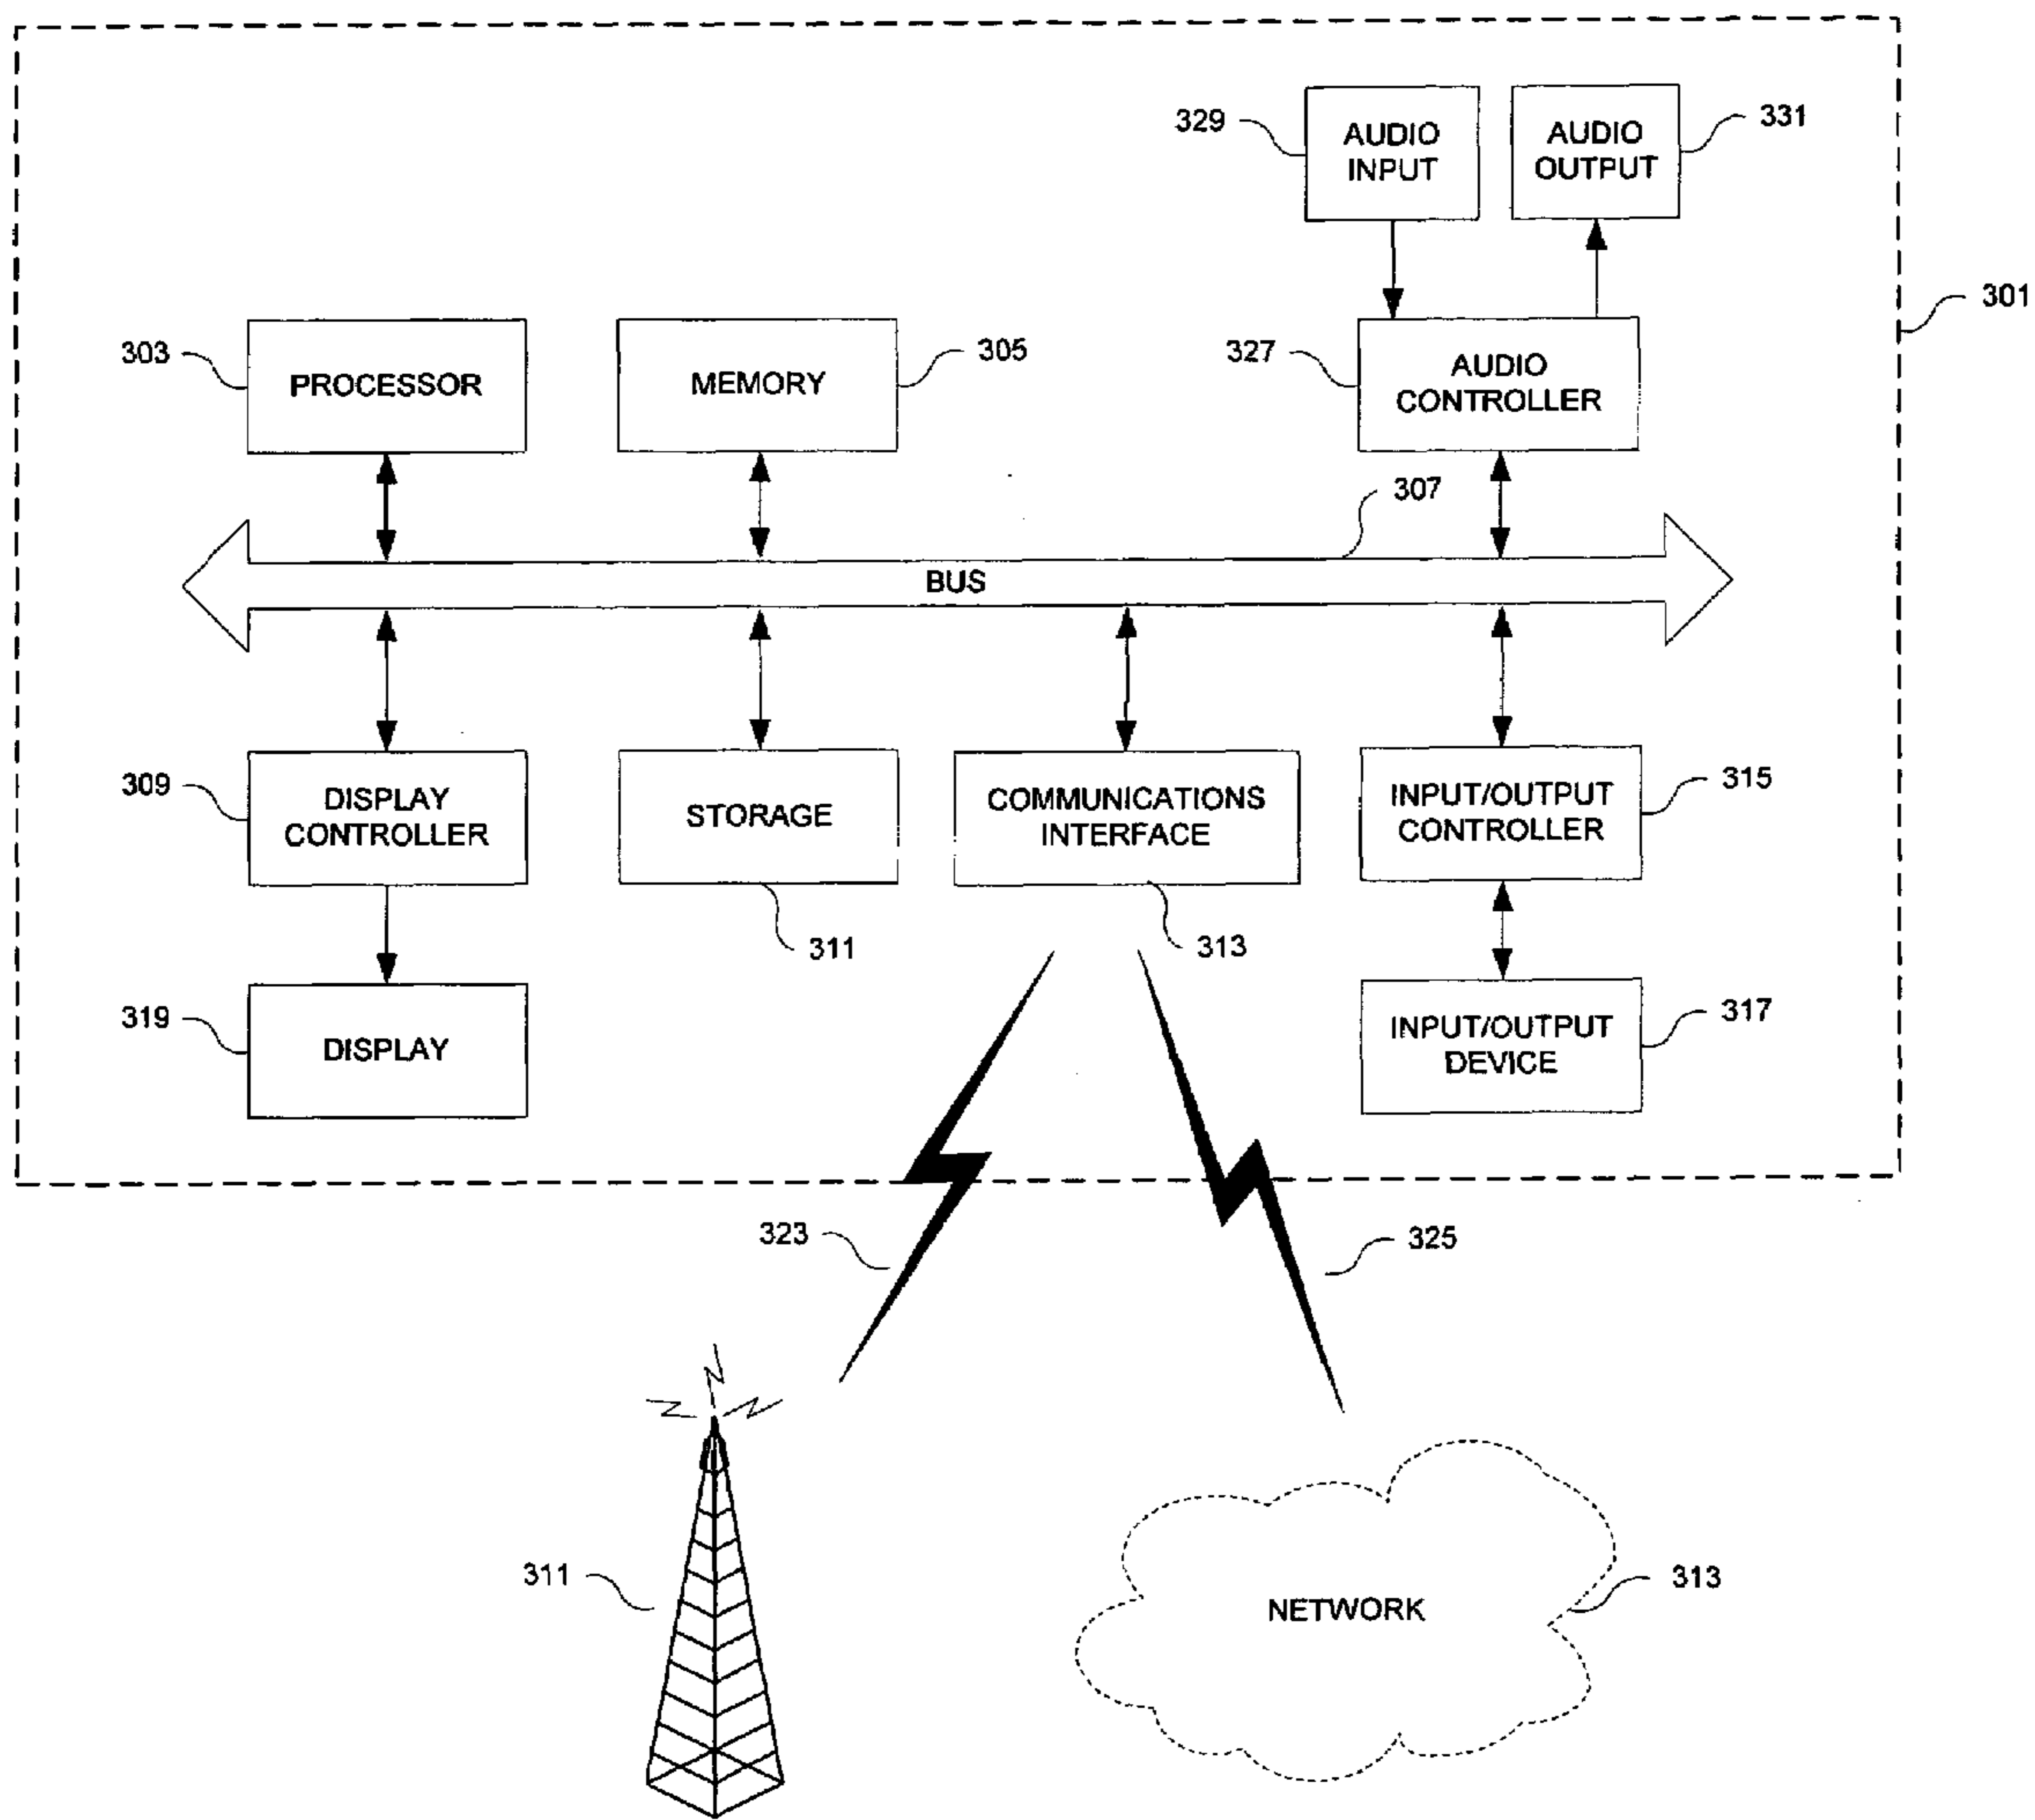 329
AUDIO
INPUT
AUDIO
OUTPUT
331
301
303
PROCESSOR
MEMORY
305
327
AUDIO
CONTROLLER
307
BUS
309
DISPLAY
CONTROLLER
STORAGE
311
COMMUNICATIONS
INTERFACE
313
INPUT/OUTPUT
CONTROLLER
315
319
DISPLAY
INPUT/OUTPUT
DEVICE
317
323
325
311
NETWORK
313